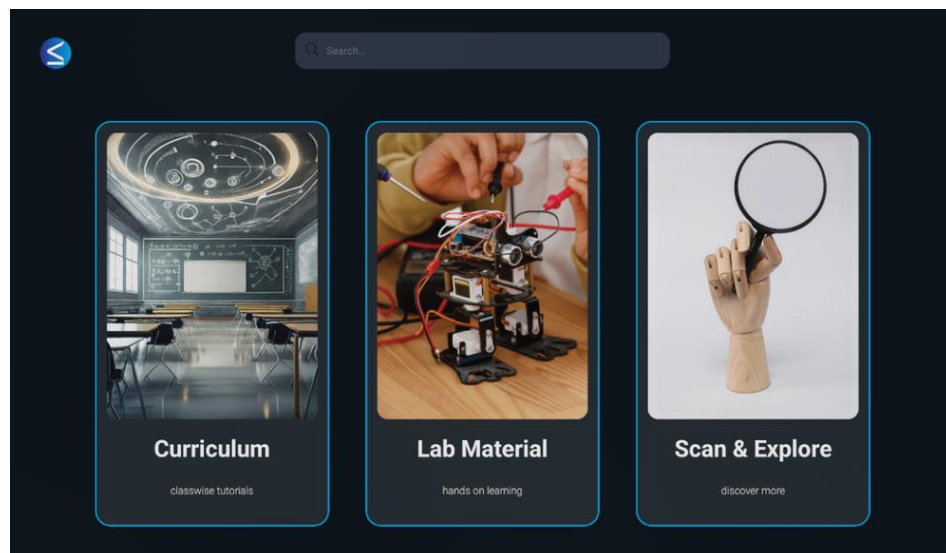 Search...
Curriculum
classwise tutorials
Lab Material
hands on learning
Scan & Explore
discover more